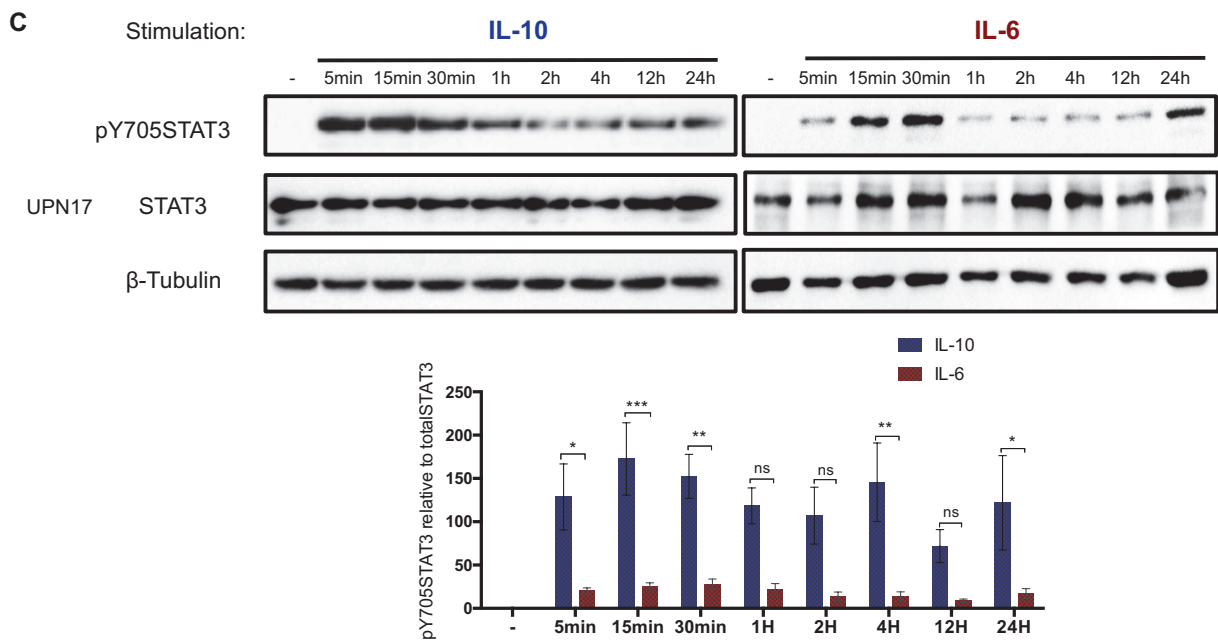 C
Stimulation: IL-10 IL-6
- 5min 15min 30min 1h 2h 4h 12h 24h - 5min 15min 30min 1h 2h 4h 12h 24h
pY705STAT3
UPN17 STAT3
β-Tubulin
IL-10
IL-6
pY705STAT3 relative to totalSTAT3
250
200
150
100
50
0
* *** ** ns ns ** ns *
- 5min 15min 30min 1H 2H 4H 12H 24H